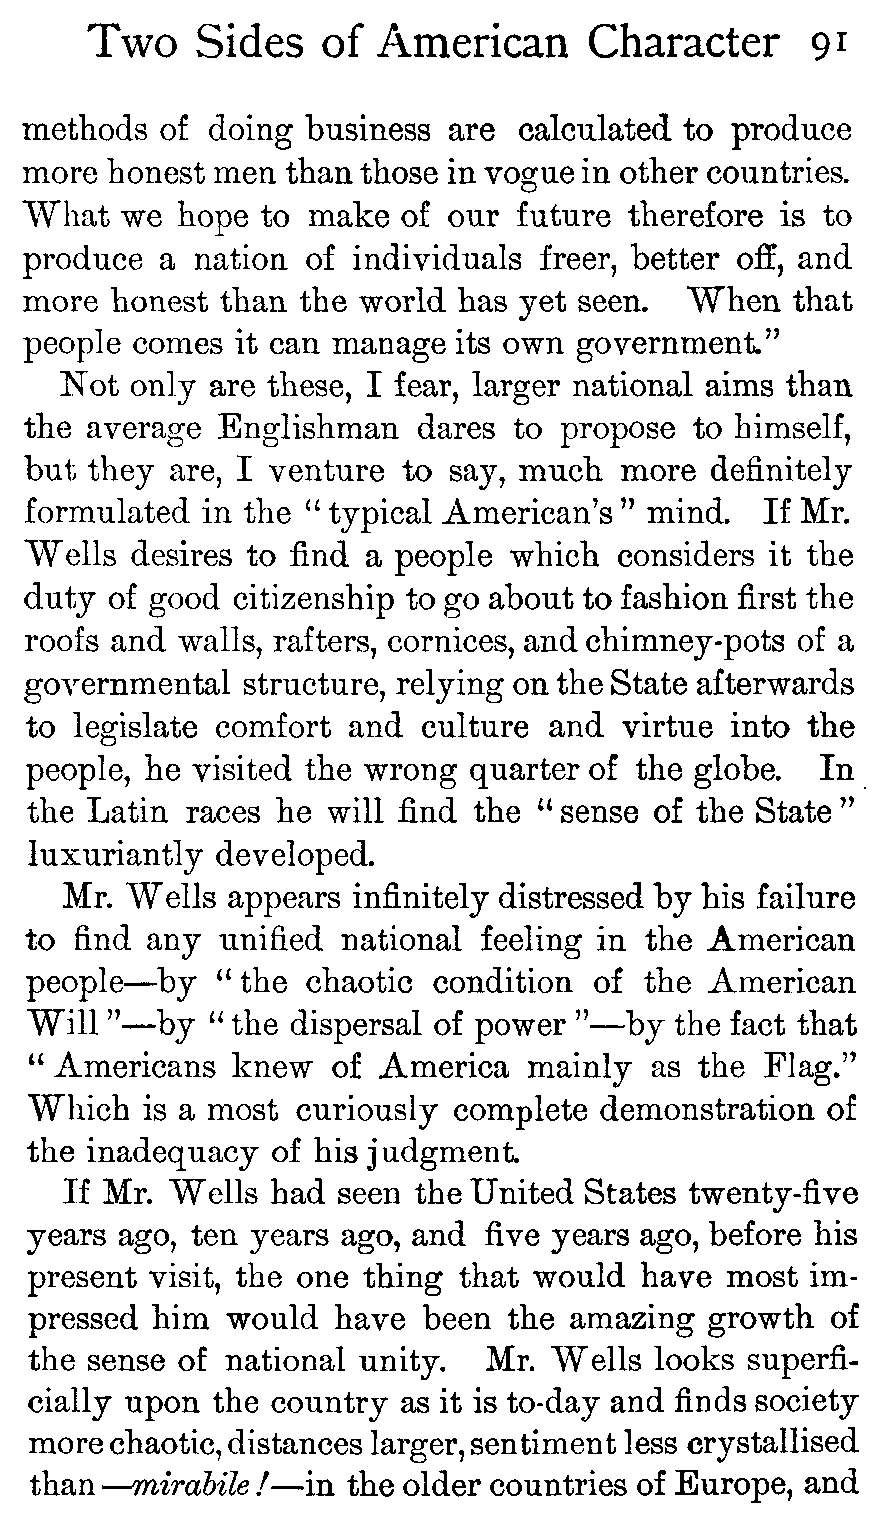 Two Sides of American Character 91
methods of doing business are calculated to produce
more honest men than those in vogue in other countries.
What we hope to make of our future therefore is to
produce a nation of individuals freer, better off, and
more honest than the world has yet seen. When that
people comes it can manage its own government."
Not only are these, I fear, larger national aims than
the average Englishman dares to propose to himself,
but they are, I venture to say, much more definitely
formulated in the "typical American's" mind. If Mr.
Wells desires to find a people which considers it the
duty of good citizenship to go about to fashion first the
roofs and walls, rafters, cornices, and chimney-pots of a
governmental structure, relying on the State afterwards
to legislate comfort and culture and virtue into the
people, he visited the wrong quarter of the globe. In
the Latin races he will find the "sense of the State"
luxuriantly developed.
Mr. Wells appears infinitely distressed by his failure
to find any unified national feeling in the American
people—by "the chaotic condition of the American
Will"—by "the dispersal of power"—by the fact that
"Americans knew of America mainly as the Flag."
Which is a most curiously complete demonstration of
the inadequacy of his judgment.
If Mr. Wells had seen the United States twenty-five
years ago, ten years ago, and five years ago, before his
present visit, the one thing that would have most im-
pressed him would have been the amazing growth of
the sense of national unity. Mr. Wells looks superfi-
cially upon the country as it is to-day and finds society
more chaotic, distances larger, sentiment less crystallised
than—mirabile!—in the older countries of Europe, and